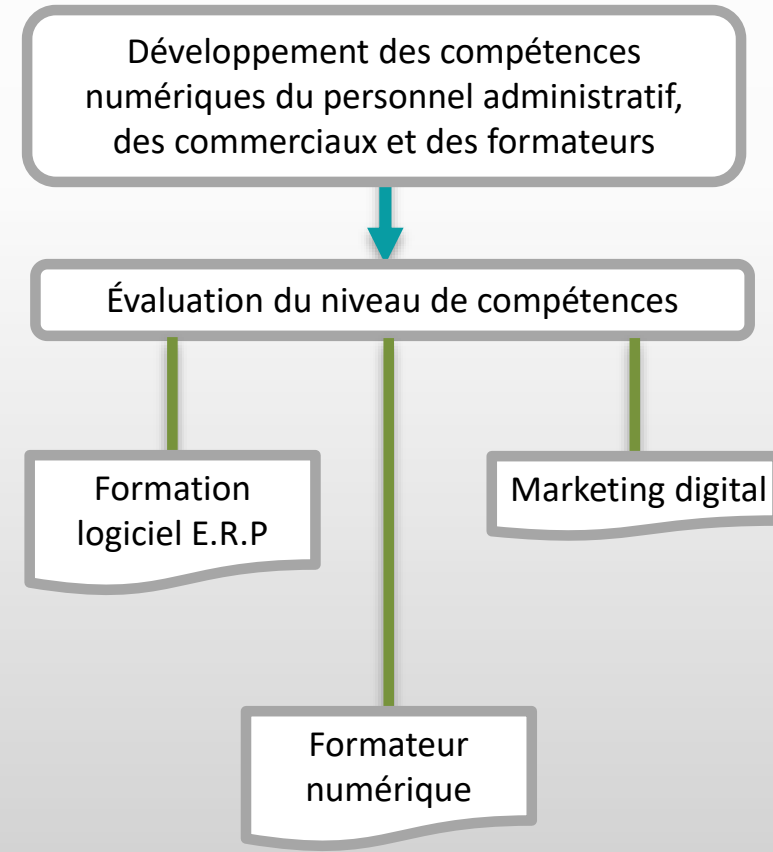 Développement des compétences
numériques du personnel administratif,
des commerciaux et des formateurs
Évaluation du niveau de compétences
Formation
logiciel E.R.P
Marketing digital
Formateur
numérique